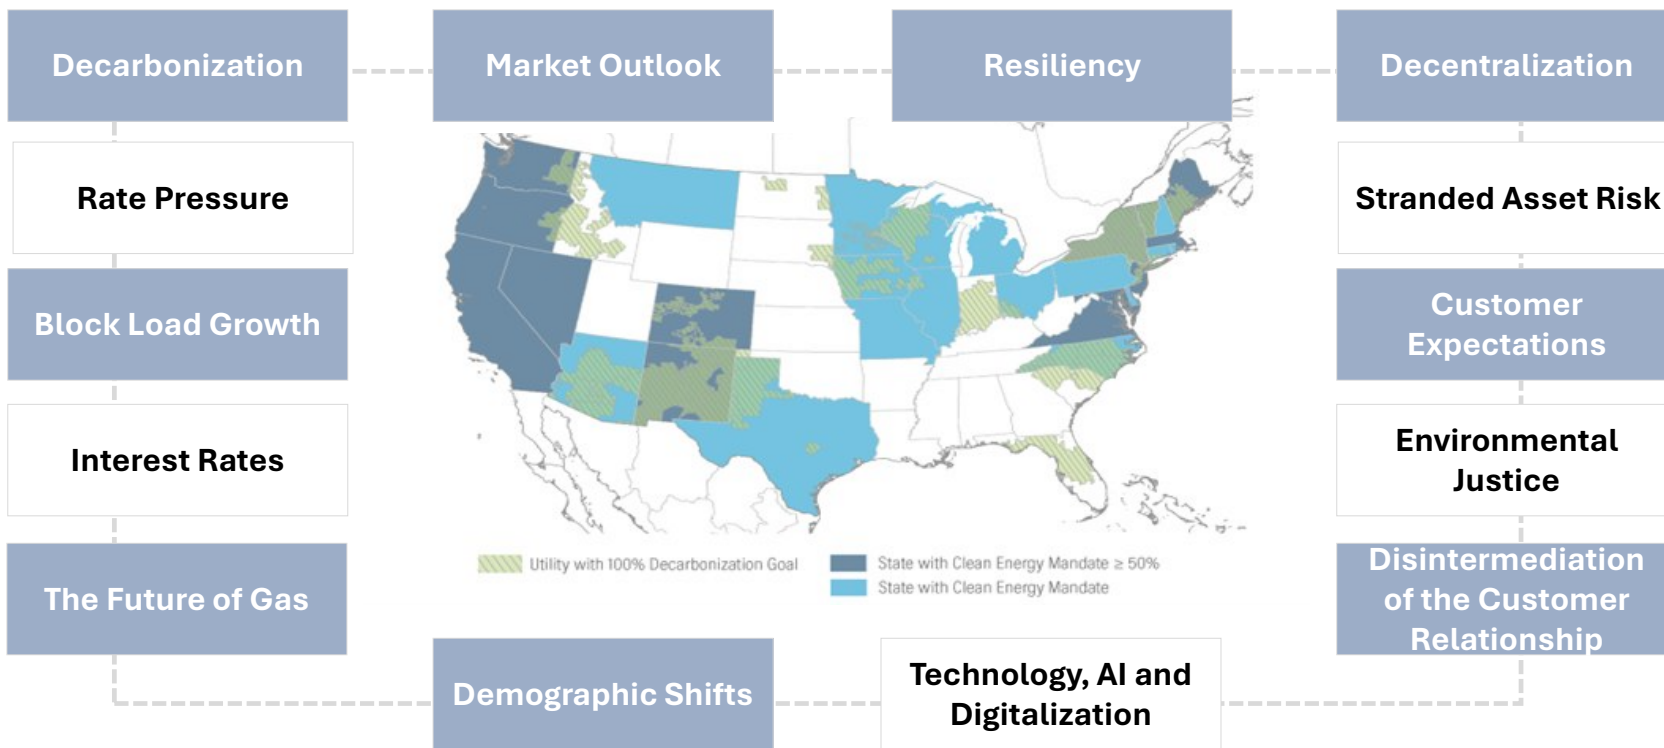 Decarbonization
Market Outlook
Resiliency
Decentralization
Rate Pressure
Stranded Asset Risk
Block Load Growth
Customer
Expectations
Interest Rates
Environmental
Justice
The Future of Gas
Disintermediation
of the Customer
Relationship
Utility with 100% Decarbonization Goal
State with Clean Energy Mandate ≥ 50%
State with Clean Energy Mandate
Demographic Shifts
Technology, AI and
Digitalization